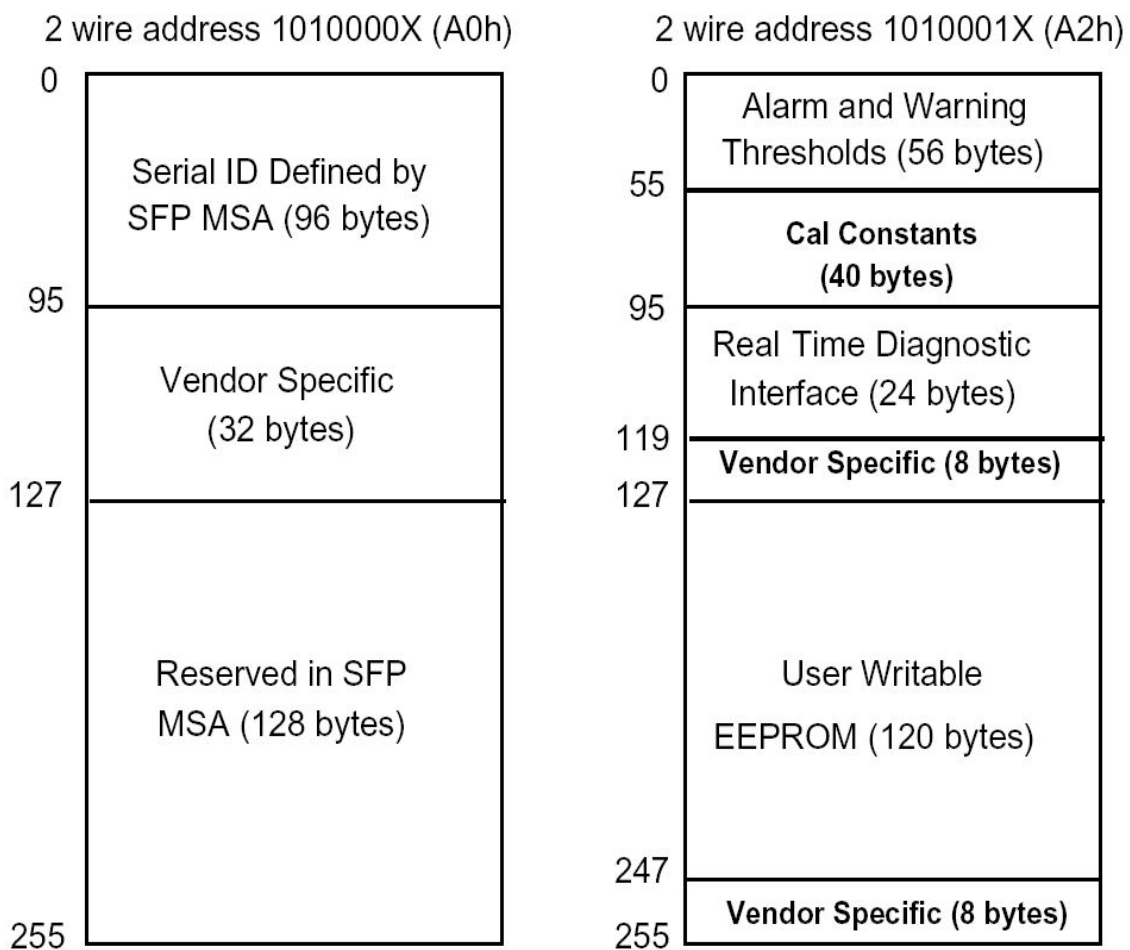 2 wire address 1010000X (A0h)
0
Serial ID Defined by
SFP MSA (96 bytes)
95
Vendor Specific
(32 bytes)
127
Reserved in SFP
MSA (128 bytes)
255
2 wire address 1010001X (A2h)
0
Alarm and Warning
Thresholds (56 bytes)
55
Cal Constants
(40 bytes)
95
Real Time Diagnostic
Interface (24 bytes)
119
Vendor Specific (8 bytes)
127
User Writable
EEPROM (120 bytes)
247
Vendor Specific (8 bytes)
255